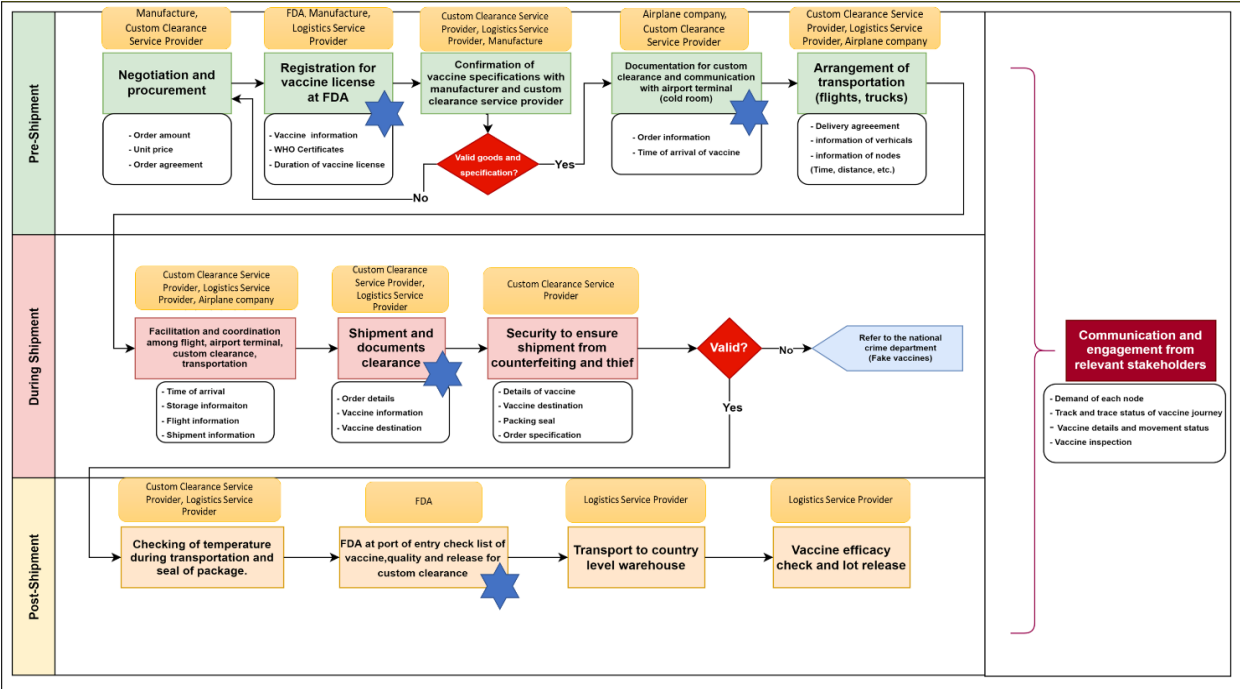 Pre-Shipment
Manufacture,
Custom Clearance
Service Provider
Negotiation and
procurement
- Order amount
- Unit price
- Order agreement
FDA. Manufacture,
Logistics Service
Provider
Registration for
vaccine license
at FDA
- Vaccine information
- WHO Certificates
- Duration of vaccine license
Custom Clearance Service
Provider, Logistics Service
Provider, Manufacture
Confirmation of
vaccine specifications with
manufacturer and custom
clearance service provider
Valid goods and
specification?
No
Yes
Airplane company,
Custom Clearance
Service Provider
Documentation for custom
clearance and communication
with airport terminal
(cold room)
- Order information
- Time of arrival of vaccine
Custom Clearance Service
Provider, Logistics Service
Provider, Airplane company
Arrangement of
transportation
(flights, trucks)
- Delivery agreeement
- information of verhicals
- information of nodes
(Time, distance, etc.)
During Shipment
Custom Clearance Service
Provider, Logistics Service
Provider, Airplane company
Facilitation and coordination
among flight, airport terminal,
custom clearance,
transportation
- Time of arrival
- Storage informaiton
- Flight information
- Shipment information
Custom Clearance
Service Provider,
Logistics Service
Provider
Shipment and
documents
clearance
- Order details
- Vaccine information
- Vaccine destination
Custom Clearance Service
Provider
Security to ensure
shipment from
counterfeiting and thief
- Details of vaccine
- Vaccine destination
- Packing seal
- Order specification
Valid?
No
Yes
Refer to the national
crime department
(Fake vaccines)
Post-Shipment
Custom Clearance Service
Provider, Logistics Service
Provider
Checking of temperature
during transportation and
seal of package.
FDA
FDA at port of entry check list of
vaccine,quality and release for
custom clearance
Logistics Service Provider
Transport to country
level warehouse
Logistics Service Provider
Vaccine efficacy
check and lot release
Communication and
engagement from
relevant stakeholders
- Demand of each node
- Track and trace status of vaccine journey
- Vaccine details and movement status
- Vaccine inspection